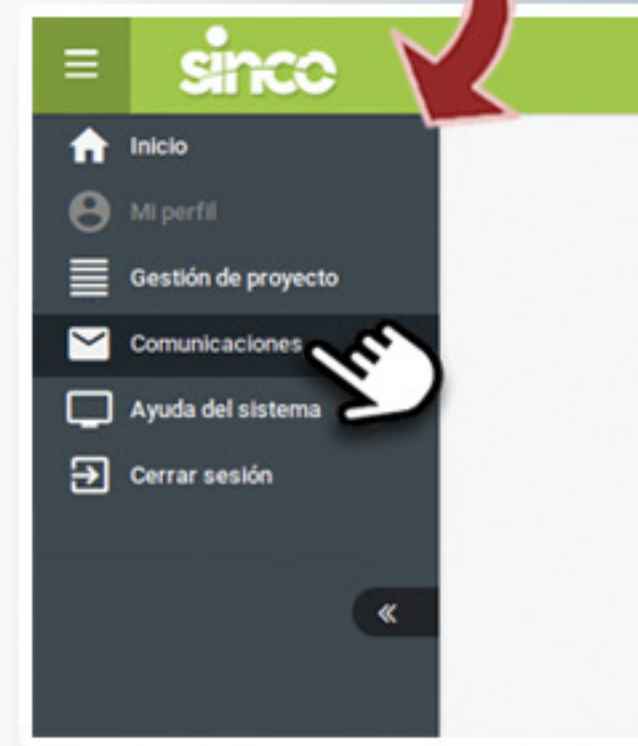 sinco
Inicio
Mi perfil
Gestión de proyecto
Comunicaciones
Ayuda del sistema
Cerrar sesión